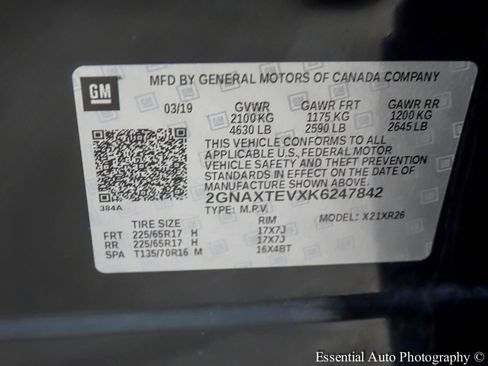 MFD BY GENERAL MOTORS OF CANADA COMPANY
GM
03/19 GVWR GAWR FRT GAWR RR
2100 KG 1175 KG 1200 KG
4630 LB 2590 LB 2645 LB
THIS VEHICLE CONFORMS TO ALL
APPLICABLE U.S. FEDERAL MOTOR
VEHICLE SAFETY AND THEFT PREVENTION
STANDARDS IN EFFECT ON THE DATE OF
MANUFACTURE SHOWN ABOVE.
2GNAXTEVXK6247842
384A
TYPE: M.P.V. MODEL: X21XR26
TIRE SIZE RIM
FRT 225/65R17 H 17X7J
RR 225/65R17 H 17X7J
SPA T135/70R16 M 16X4BT
Essential Auto Photography ©